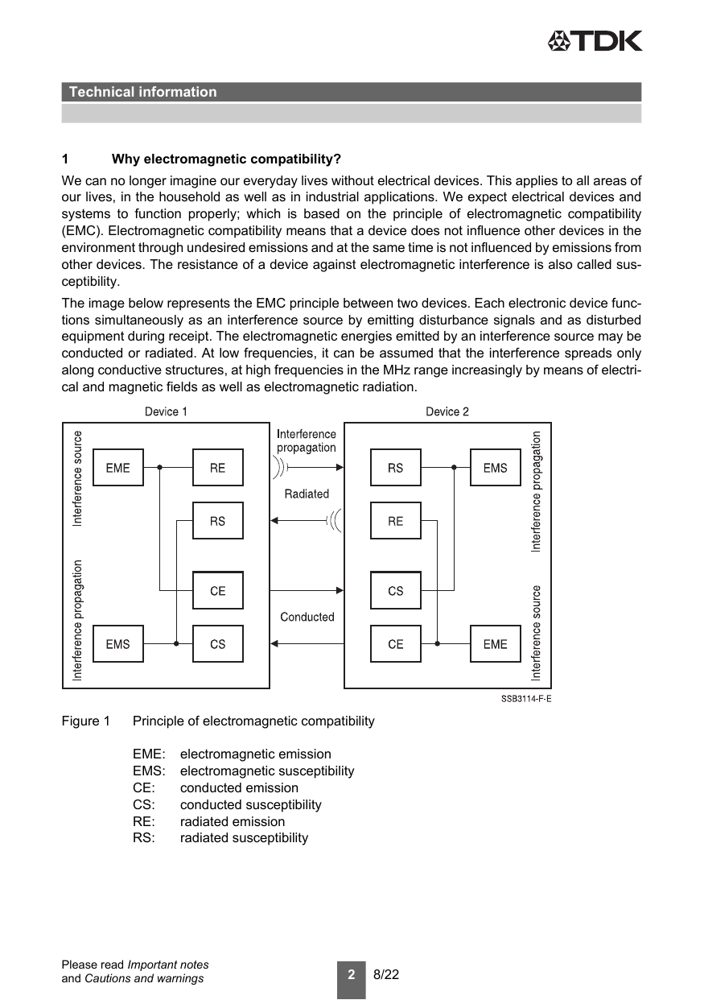 TDK
Technical information
1 Why electromagnetic compatibility?
We can no longer imagine our everyday lives without electrical devices. This applies to all areas of
our lives, in the household as well as in industrial applications. We expect electrical devices and
systems to function properly; which is based on the principle of electromagnetic compatibility
(EMC). Electromagnetic compatibility means that a device does not influence other devices in the
environment through undesired emissions and at the same time is not influenced by emissions from
other devices. The resistance of a device against electromagnetic interference is also called sus-
ceptibility.
The image below represents the EMC principle between two devices. Each electronic device func-
tions simultaneously as an interference source by emitting disturbance signals and as disturbed
equipment during receipt. The electromagnetic energies emitted by an interference source may be
conducted or radiated. At low frequencies, it can be assumed that the interference spreads only
along conductive structures, at high frequencies in the MHz range increasingly by means of electri-
cal and magnetic fields as well as electromagnetic radiation.
Device 1
Interference source
EME
RE
RS
CE
Interference propagation
EMS
CS
Interference
propagation
Radiated
Conducted
Device 2
RS
EMS
Interference propagation
RE
CS
CE
EME
Interference source
SSB3114-F-E
Figure 1 Principle of electromagnetic compatibility
EME: electromagnetic emission
EMS: electromagnetic susceptibility
CE: conducted emission
CS: conducted susceptibility
RE: radiated emission
RS: radiated susceptibility
Please read Important notes
and Cautions and warnings
2 8/22